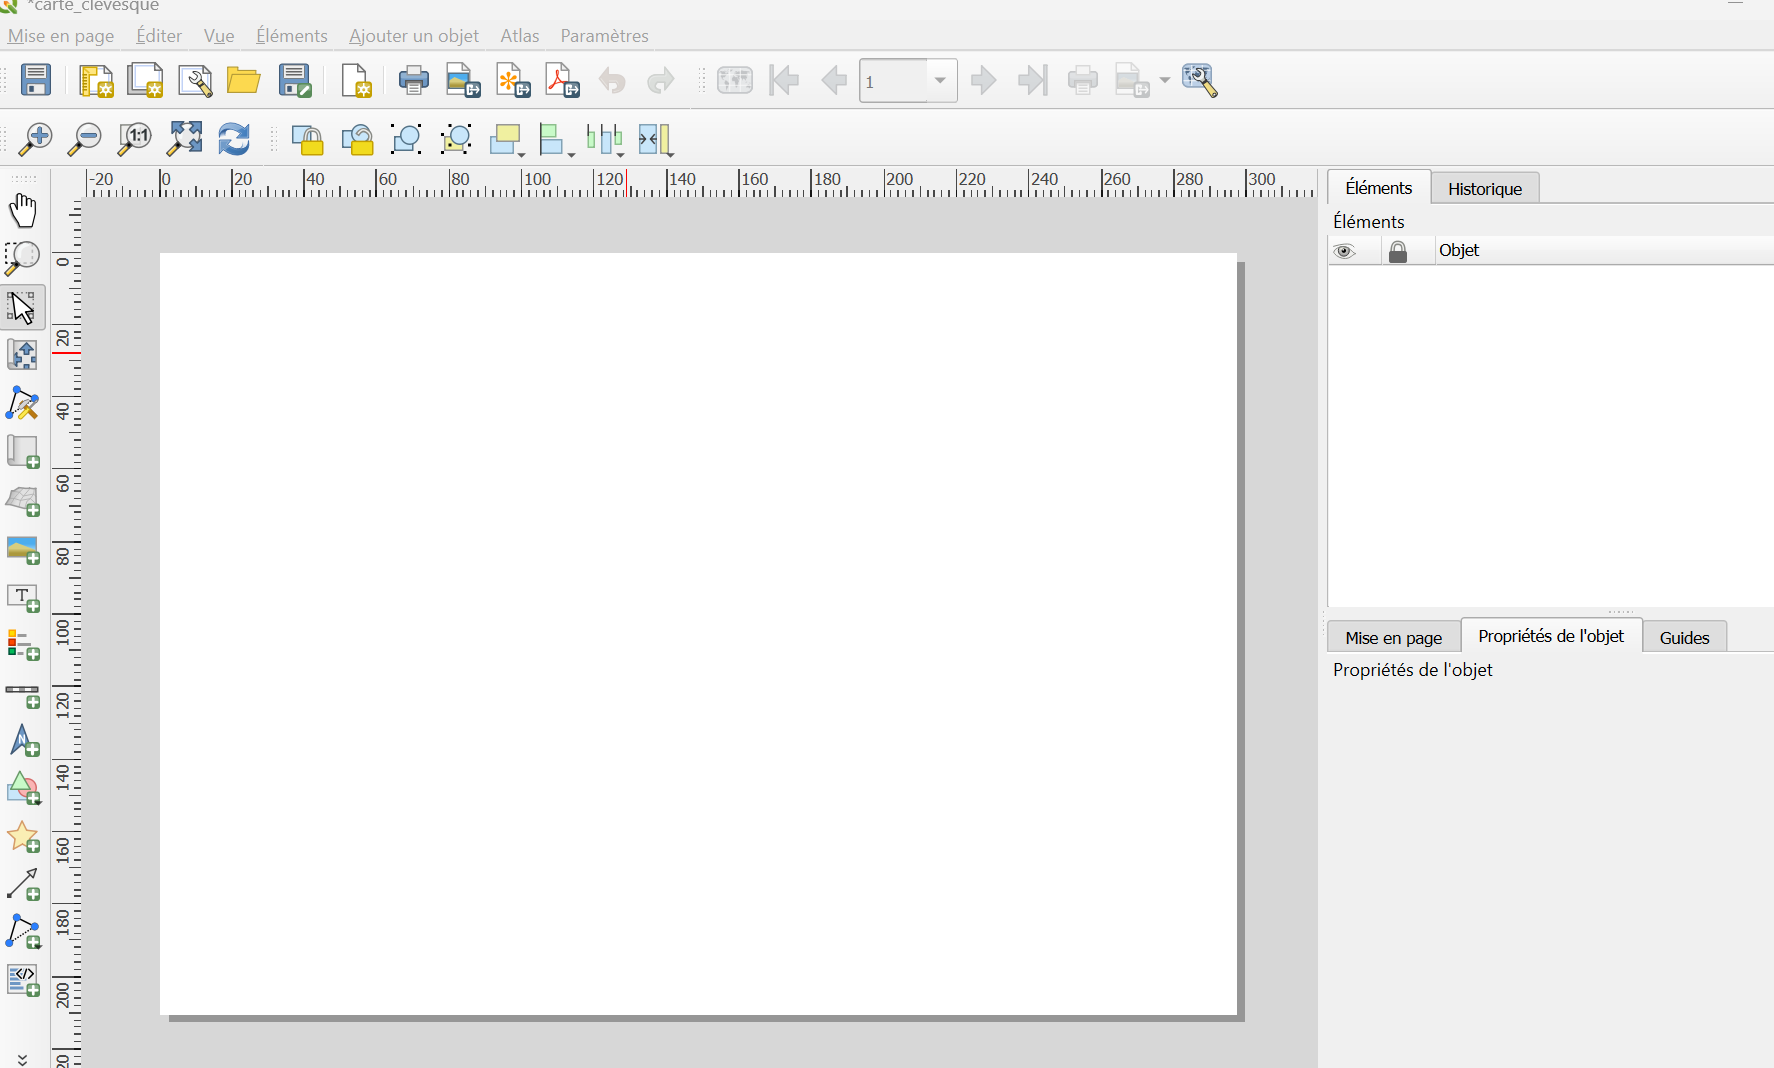 *carte_clevesque
Mise en page Éditer Vue Éléments Ajouter un objet Atlas Paramètres
1
1:1
-20 0 20 40 60 80 100 120 140 160 180 200 220 240 260 280 300
Éléments Historique
Éléments
Objet
0
20
40
60
80
100
120
140
160
180
200
20
T
N
</>
Mise en page Propriétés de l'objet Guides
Propriétés de l'objet